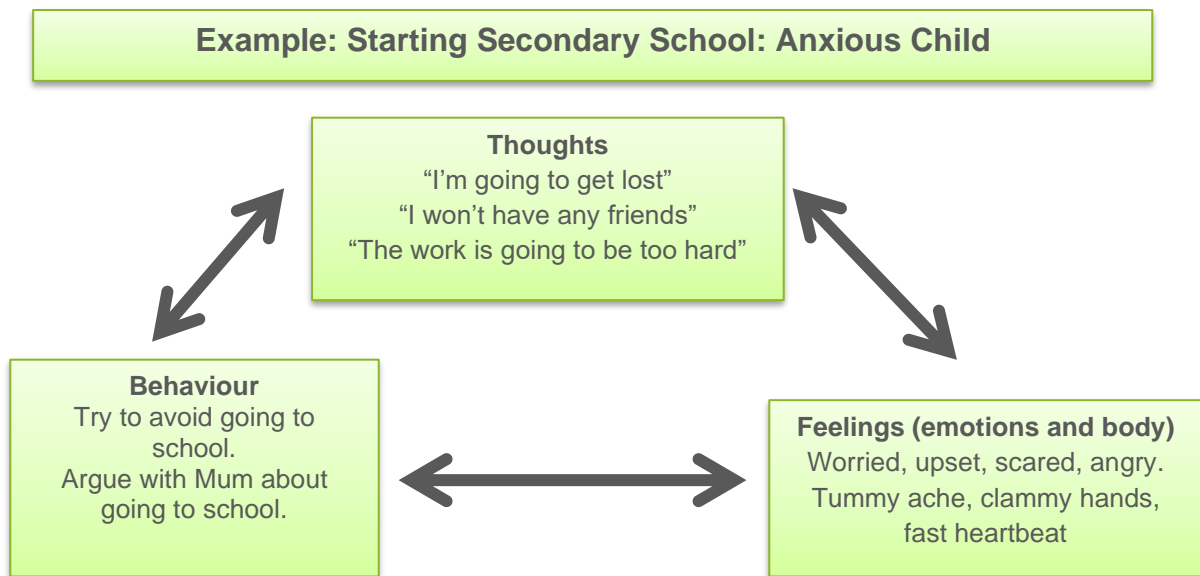 Example: Starting Secondary School: Anxious Child
Thoughts
“I’m going to get lost”
“I won’t have any friends”
“The work is going to be too hard”
Behaviour
Try to avoid going to
school.
Argue with Mum about
going to school.
Feelings (emotions and body)
Worried, upset, scared, angry.
Tummy ache, clammy hands,
fast heartbeat